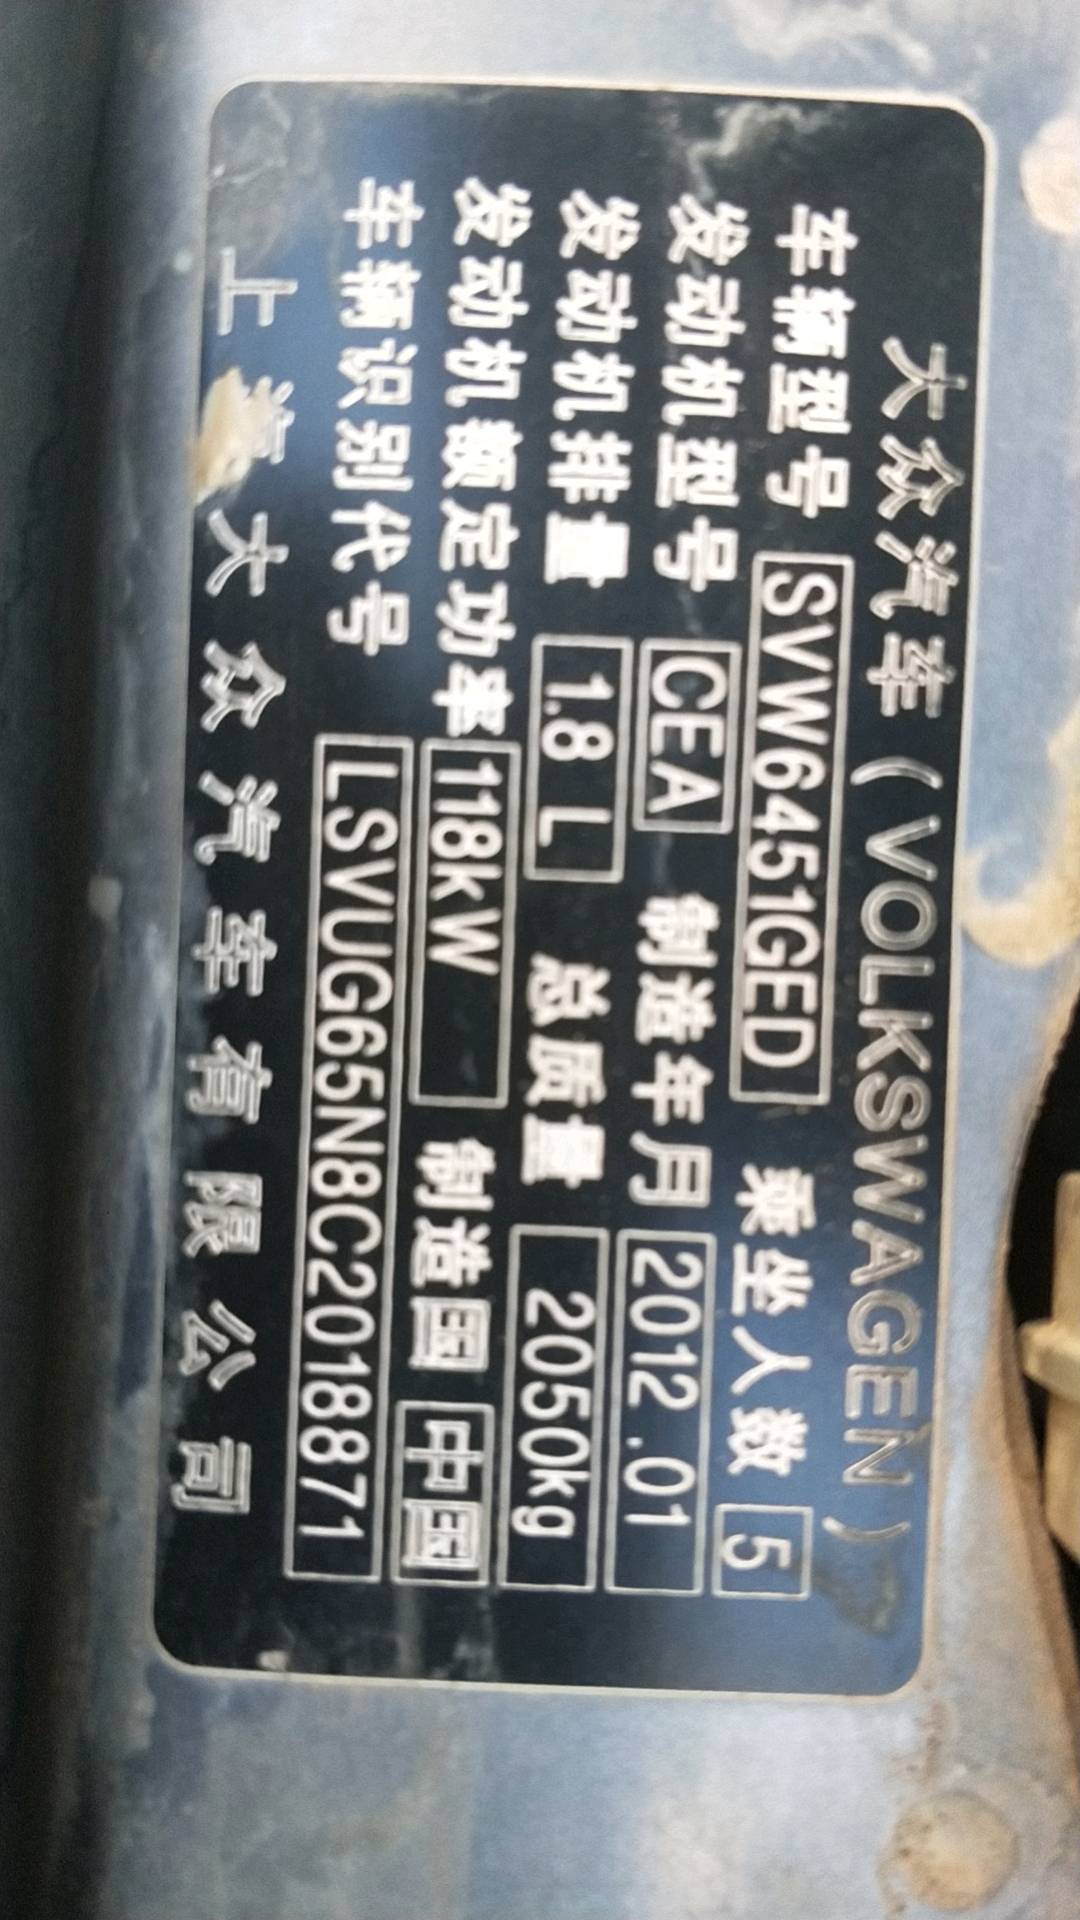 大众汽车(VOLKSWAGEN)
车辆型号 SVW6451GED 乘坐人数 5
发动机型号 CEA 制造年月 2012.01
发动机排量 1.8 L 总质量 2050kg
发动机额定功率 118kW 制造国 中国
车辆识别代号 LSVUG65N8C2018871
上汽大众汽车有限公司